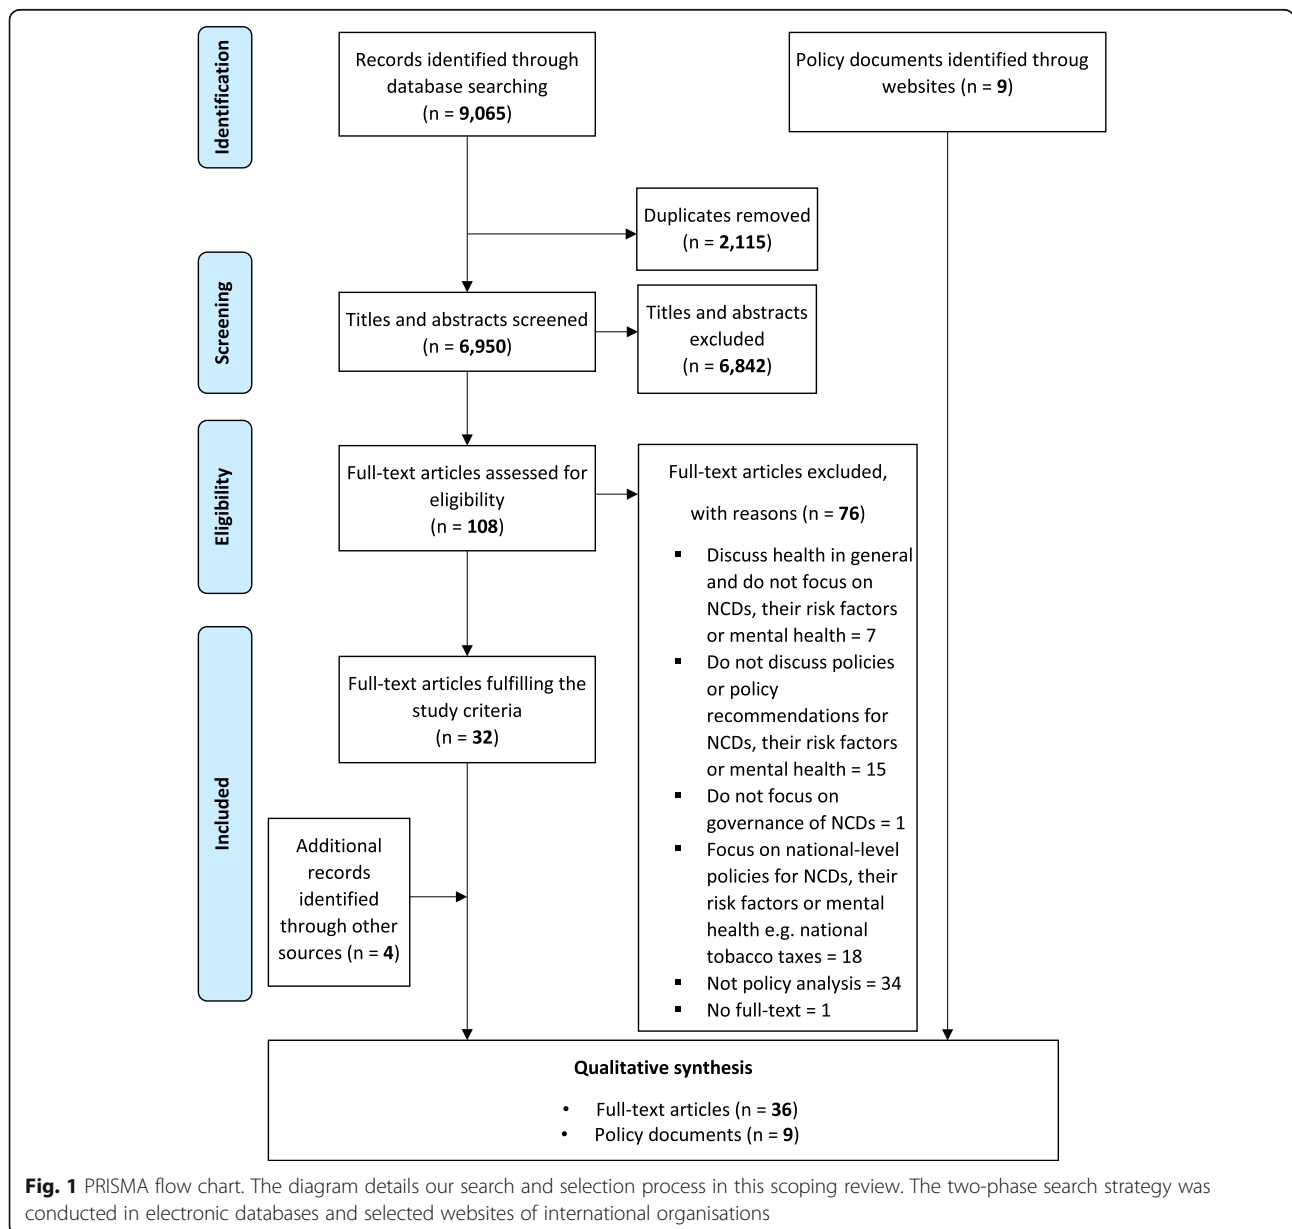 Identification
Records identified through
database searching
(n = 9,065)
Policy documents identified throug
websites (n = 9)
Duplicates removed
(n = 2,115)
Screening
Titles and abstracts screened
(n = 6,950)
Titles and abstracts
excluded
(n = 6,842)
Eligibility
Full-text articles assessed for
eligibility
(n = 108)
Full-text articles excluded,
with reasons (n = 76)
▪ Discuss health in general
and do not focus on
NCDs, their risk factors
or mental health = 7
▪ Do not discuss policies
or policy
recommendations for
NCDs, their risk factors
or mental health = 15
▪ Do not focus on
governance of NCDs = 1
▪ Focus on national-level
policies for NCDs, their
risk factors or mental
health e.g. national
tobacco taxes = 18
▪ Not policy analysis = 34
▪ No full-text = 1
Included
Full-text articles fulfilling the
study criteria
(n = 32)
Additional
records
identified
through other
sources (n = 4)
Qualitative synthesis
• Full-text articles (n = 36)
• Policy documents (n = 9)
Fig. 1 PRISMA flow chart. The diagram details our search and selection process in this scoping review. The two-phase search strategy was
conducted in electronic databases and selected websites of international organisations